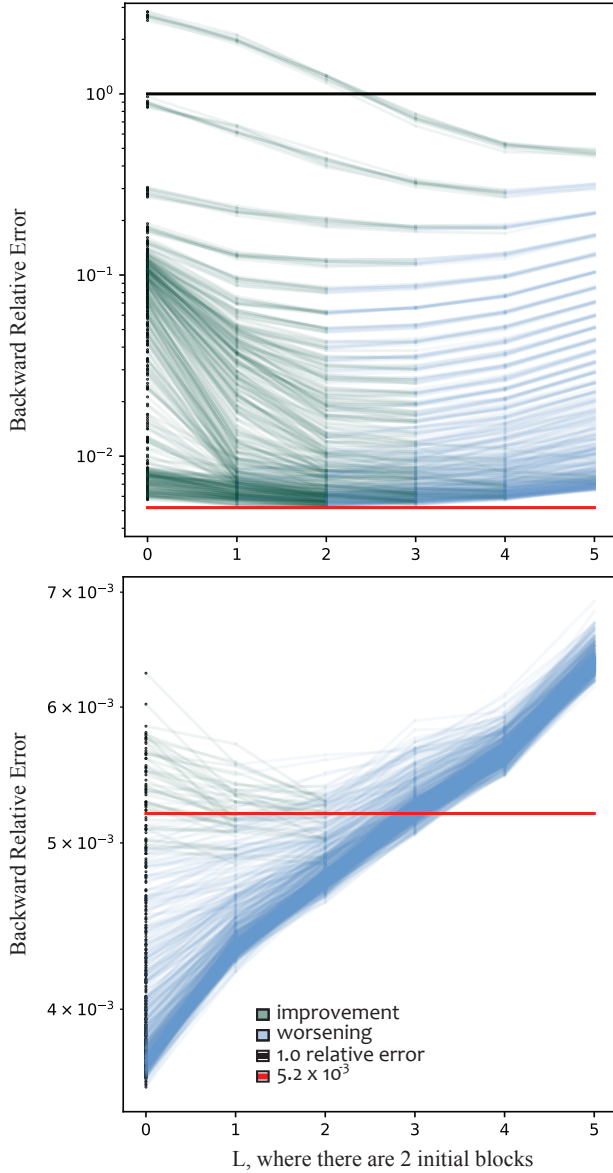 Backward Relative Error
10⁰
10⁻¹
10⁻²
0 1 2 3 4 5
Backward Relative Error
7 × 10⁻³
6 × 10⁻³
5 × 10⁻³
4 × 10⁻³
improvement
worsening
1.0 relative error
5.2 x 10⁻³
0 1 2 3 4 5
L, where there are 2 initial blocks